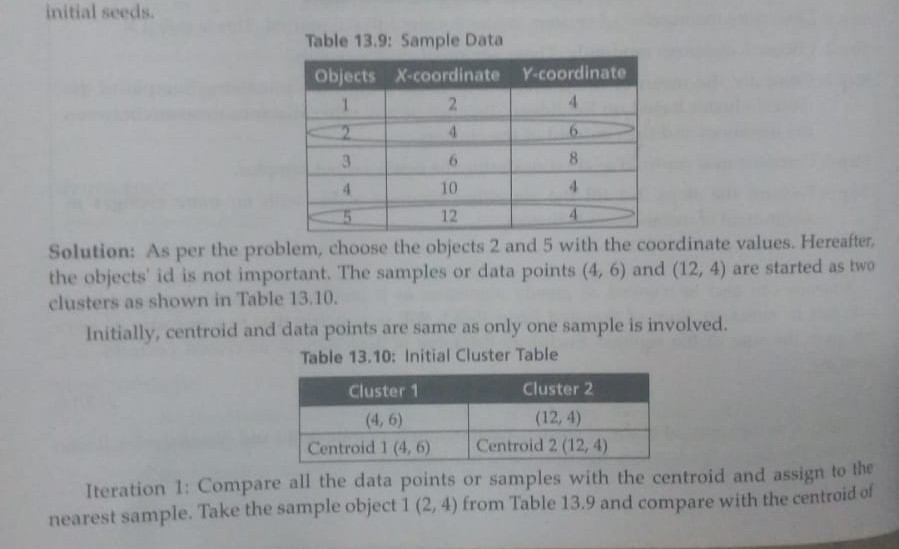 initial seeds.
Table 13.9: Sample Data
Objects X-coordinate Y-coordinate
1 2 4
2 4 6
3 6 8
4 10 4
5 12 4
Solution: As per the problem, choose the objects 2 and 5 with the coordinate values. Hereafter,
the objects' id is not important. The samples or data points (4, 6) and (12, 4) are started as two
clusters as shown in Table 13.10.
Initially, centroid and data points are same as only one sample is involved.
Table 13.10: Initial Cluster Table
Cluster 1 Cluster 2
(4, 6) (12, 4)
Centroid 1 (4, 6) Centroid 2 (12, 4)
Iteration 1: Compare all the data points or samples with the centroid and assign to the
nearest sample. Take the sample object 1 (2, 4) from Table 13.9 and compare with the centroid of